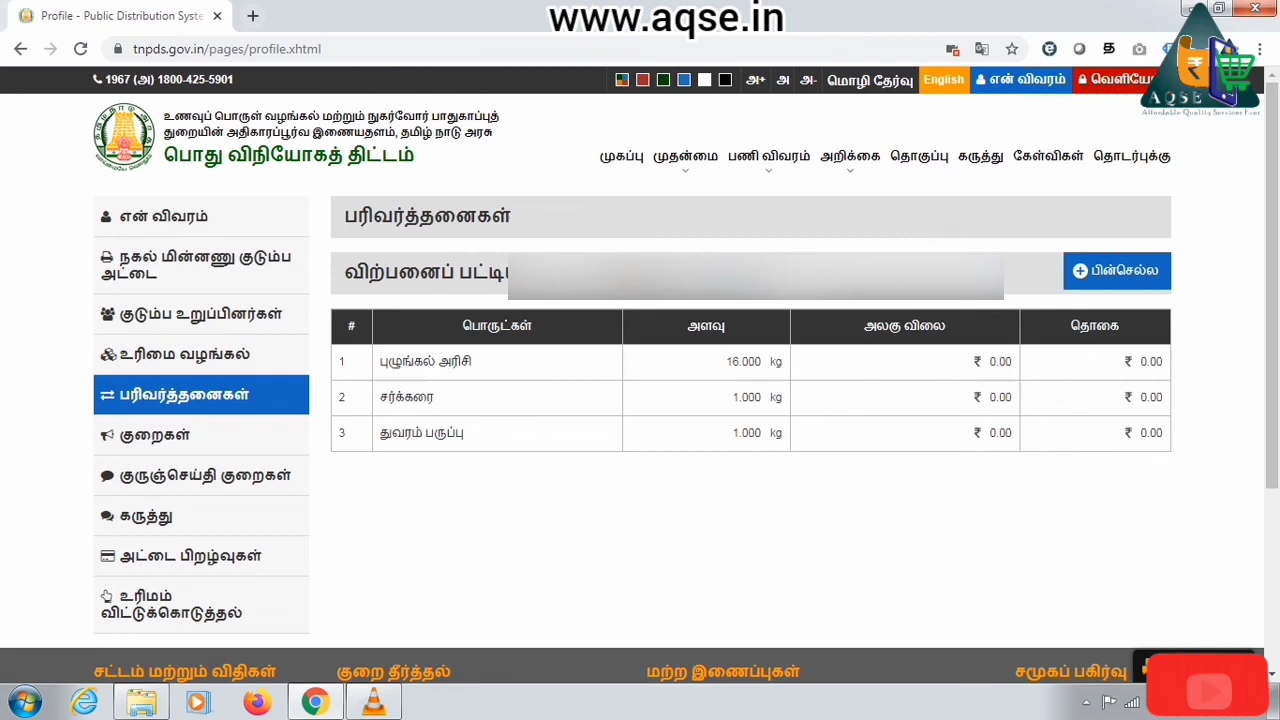 www.aqse.in
Profile - Public Distribution Syste
tnpds.gov.in/pages/profile.xhtml
1967 (அ) 1800-425-5901
அ+ அ அ- மொழி தேர்வு English என் விவரம் வெளியே
AQSE
Affordable Quality Services Ever
உணவுப் பொருள் வழங்கல் மற்றும் நுகர்வோர் பாதுகாப்புத்
துறையின் அதிகாரப்பூர்வ இணையதளம், தமிழ் நாடு அரசு
பொது விநியோகத் திட்டம்
முகப்பு முதன்மை பணி விவரம் அறிக்கை தொகுப்பு கருத்து கேள்விகள் தொடர்புக்கு
என் விவரம்
நகல் மின்னணு குடும்ப
அட்டை
குடும்ப உறுப்பினர்கள்
உரிமை வழங்கல்
பரிவர்த்தனைகள்
குறைகள்
குருஞ்செய்தி குறைகள்
கருத்து
அட்டை பிறழ்வுகள்
உரிமம்
விட்டுக்கொடுத்தல்
பரிவர்த்தனைகள்
விற்பனைப்
பின்செல்ல
# பொருட்கள் அளவு அலகு விலை தொகை
1 புழுங்கல் அரிசி 16.000 kg ₹ 0.00 ₹ 0.00
2 சர்க்கரை 1.000 kg ₹ 0.00 ₹ 0.00
3 துவரம் பருப்பு 1.000 kg ₹ 0.00 ₹ 0.00
சட்டம் மற்றும் விதிகள் குறை தீர்த்தல் மற்ற இணைப்புகள் சமூகப் பகிர்வு